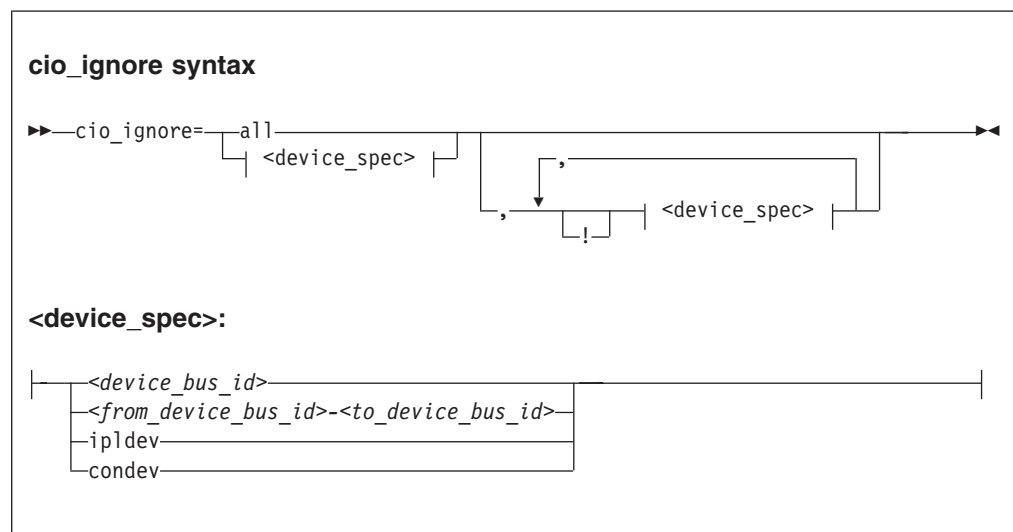 cio_ignore syntax
cio_ignore= all
<device_spec>
,
, <device_spec>
!
<device_spec>:
<device_bus_id>
<from_device_bus_id>-<to_device_bus_id>
ipldev
condev